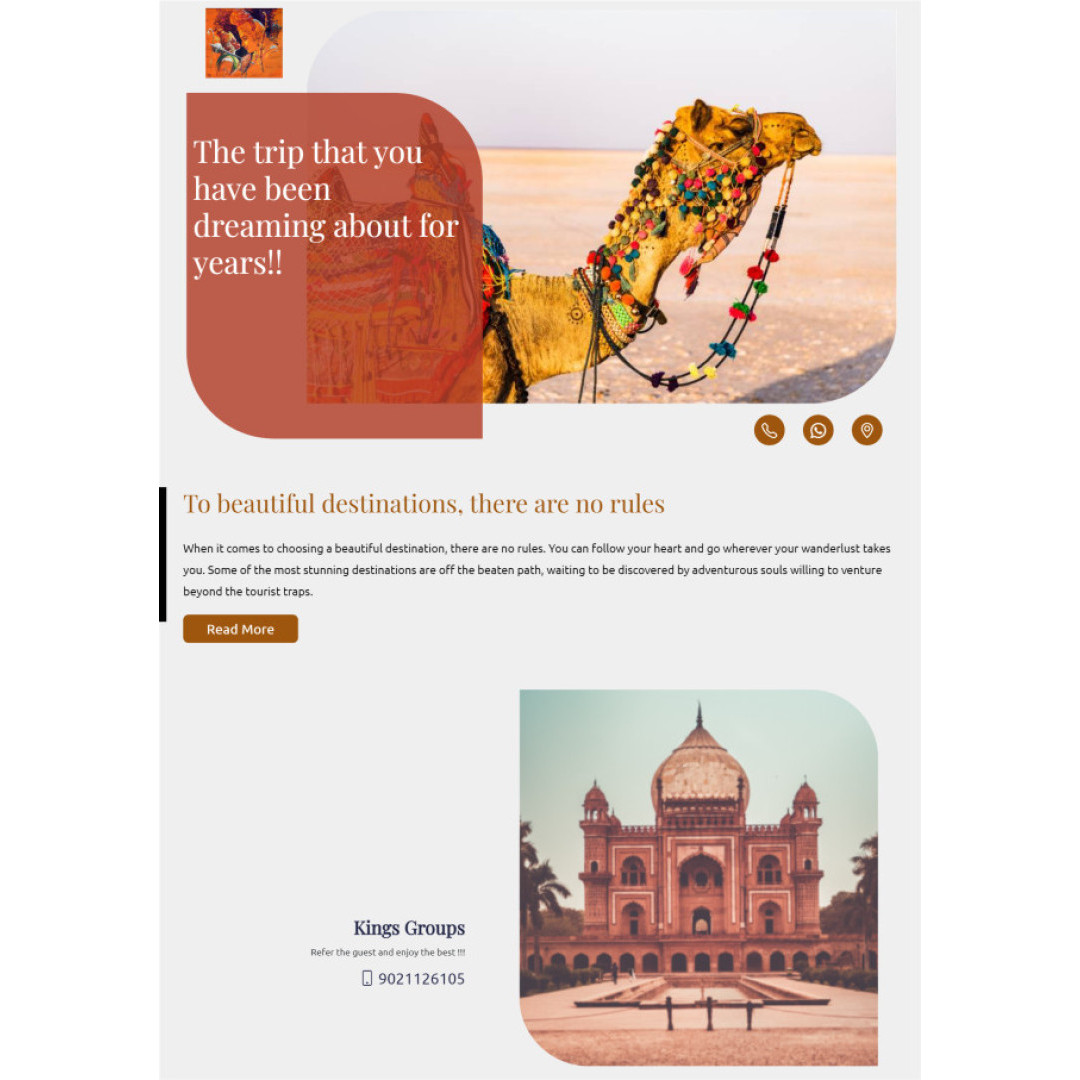 The trip that you
have been
dreaming about for
years!!
To beautiful destinations, there are no rules
When it comes to choosing a beautiful destination, there are no rules. You can follow your heart and go wherever your wanderlust takes
you. Some of the most stunning destinations are off the beaten path, waiting to be discovered by adventurous souls willing to venture
beyond the tourist traps.
Read More
Kings Groups
Refer the guest and enjoy the best !!!
9021126105